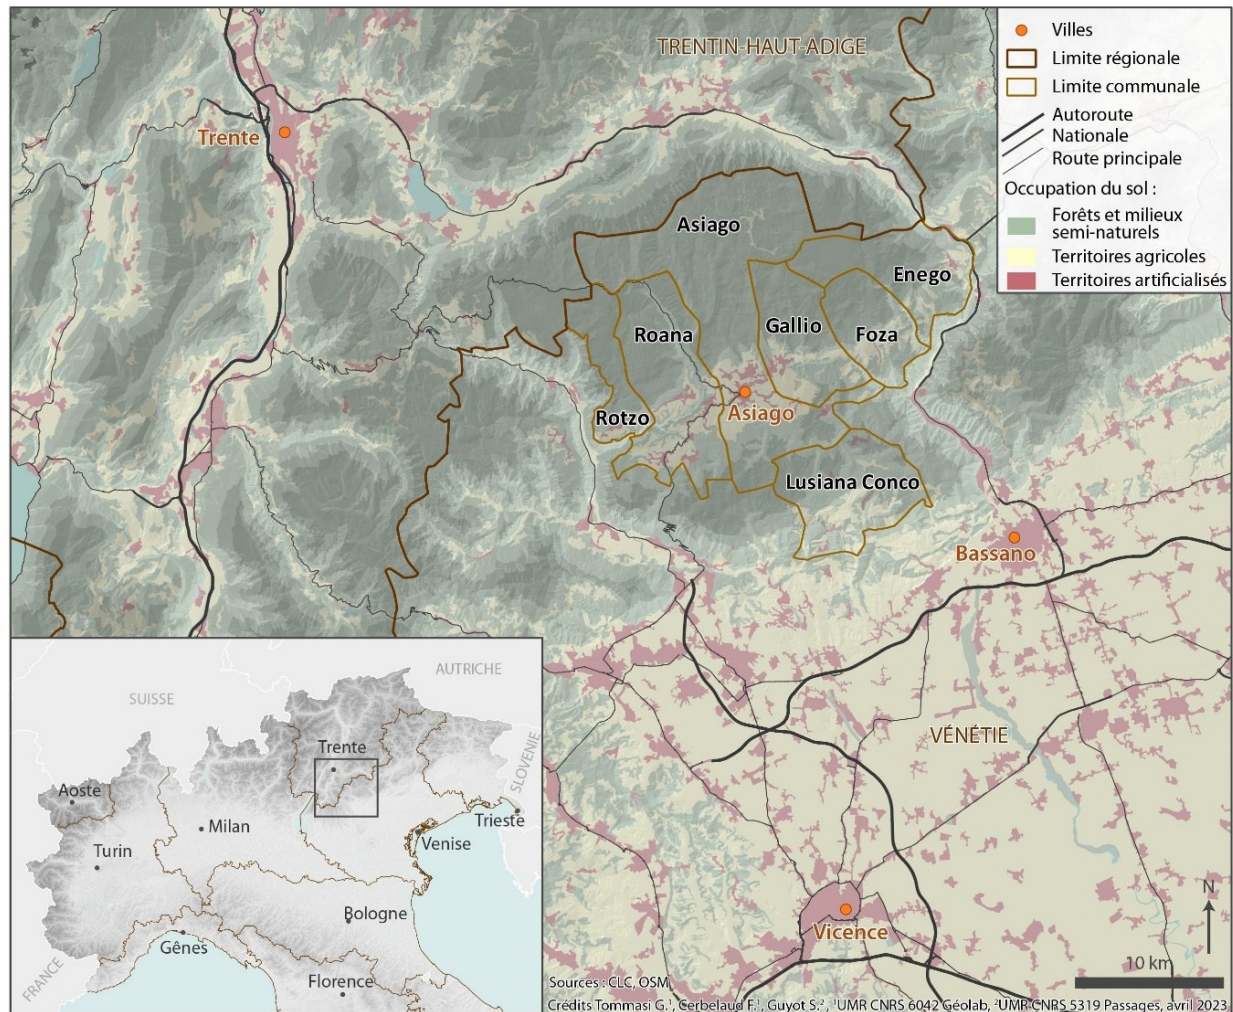 TRENTIN-HAUT-ADIGE
Trente
Asiago
Enego
Roana
Gallio
Foza
Asiago
Rotzo
Lusiana Conco
Bassano
VÉNÉTIE
Vicence
Villes
Limite régionale
Limite communale
Autoroute
Nationale
Route principale
Occupation du sol :
Forêts et milieux
semi-naturels
Territoires agricoles
Territoires artificialisés
SUISSE
AUTRICHE
SLOVENIE
FRANCE
Trente
Aoste
Milan
Turin
Venise
Trieste
Bologne
Gênes
Florence
N
10 km
Sources : CLC, OSM
Crédits Tommasi G.¹, Cerbelaud F.¹, Guyot S.², ¹UMR CNRS 6042 Géolab, ²UMR CNRS 5319 Passages, avril 2023